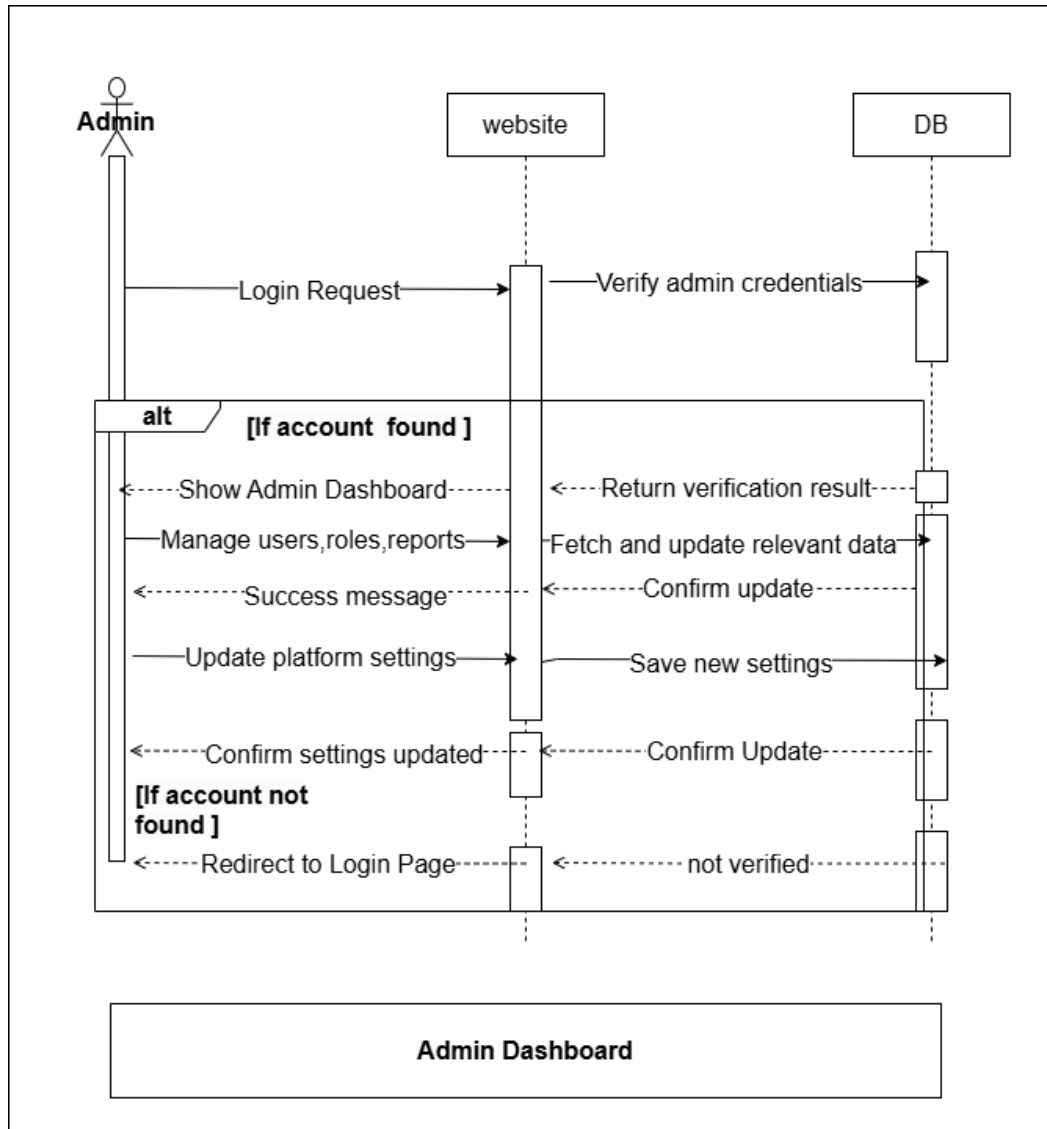 Admin
website
DB
Login Request
Verify admin credentials
alt
[If account  found ]
Show Admin Dashboard
Return verification result
Manage users,roles,reports
Fetch and update relevant data
Success message
Confirm update
Update platform settings
Save new settings
Confirm settings updated
Confirm Update
[If account not
found ]
Redirect to Login Page
not verified
Admin Dashboard